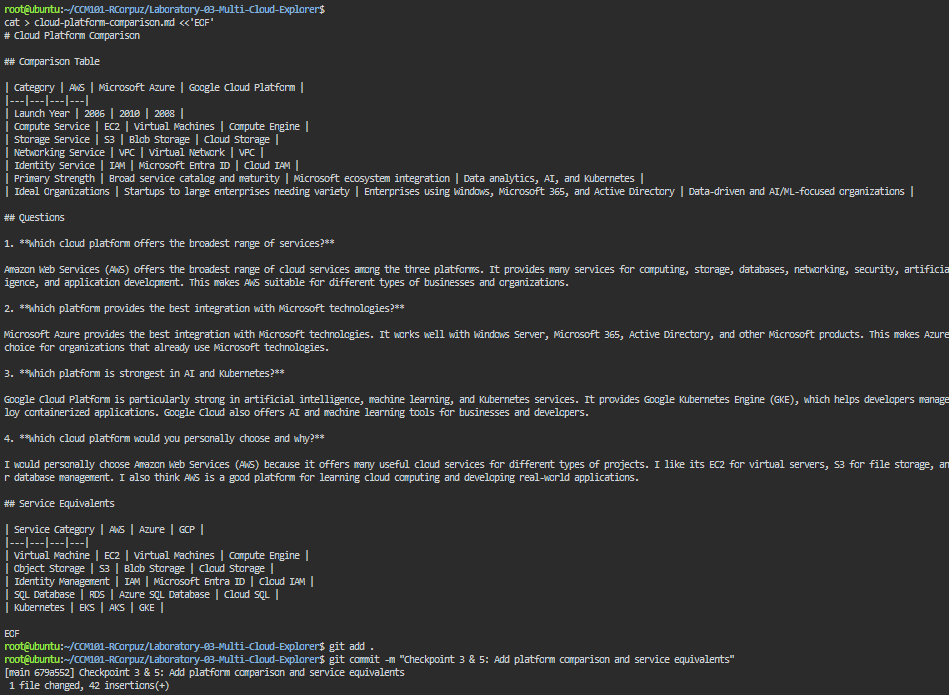 root@ubuntu:~/CCM101-RCorpuz/Laboratory-03-Multi-Cloud-Explorer$
cat > cloud-platform-comparison.md <<'EOF'
# Cloud Platform Comparison
## Comparison Table
| Category | AWS | Microsoft Azure | Google Cloud Platform |
|---|---|---|---|
| Launch Year | 2006 | 2010 | 2008 |
| Compute Service | EC2 | Virtual Machines | Compute Engine |
| Storage Service | S3 | Blob Storage | Cloud Storage |
| Networking Service | VPC | Virtual Network | VPC |
| Identity Service | IAM | Microsoft Entra ID | Cloud IAM |
| Primary Strength | Broad service catalog and maturity | Microsoft ecosystem integration | Data analytics, AI, and Kubernetes |
| Ideal Organizations | Startups to large enterprises needing variety | Enterprises using Windows, Microsoft 365, and Active Directory | Data-driven and AI/ML-focused organizations |
## Questions
1. **Which cloud platform offers the broadest range of services?**
Amazon Web Services (AWS) offers the broadest range of cloud services among the three platforms. It provides many services for computing, storage, databases, networking, security, artificia
igence, and application development. This makes AWS suitable for different types of businesses and organizations.
2. **Which platform provides the best integration with Microsoft technologies?**
Microsoft Azure provides the best integration with Microsoft technologies. It works well with Windows Server, Microsoft 365, Active Directory, and other Microsoft products. This makes Azure
choice for organizations that already use Microsoft technologies.
3. **Which platform is strongest in AI and Kubernetes?**
Google Cloud Platform is particularly strong in artificial intelligence, machine learning, and Kubernetes services. It provides Google Kubernetes Engine (GKE), which helps developers manage
loy containerized applications. Google Cloud also offers AI and machine learning tools for businesses and developers.
4. **Which cloud platform would you personally choose and why?**
I would personally choose Amazon Web Services (AWS) because it offers many useful cloud services for different types of projects. I like its EC2 for virtual servers, S3 for file storage, an
r database management. I also think AWS is a good platform for learning cloud computing and developing real-world applications.
## Service Equivalents
| Service Category | AWS | Azure | GCP |
|---|---|---|---|
| Virtual Machine | EC2 | Virtual Machines | Compute Engine |
| Object Storage | S3 | Blob Storage | Cloud Storage |
| Identity Management | IAM | Microsoft Entra ID | Cloud IAM |
| SQL Database | RDS | Azure SQL Database | Cloud SQL |
| Kubernetes | EKS | AKS | GKE |
EOF
root@ubuntu:~/CCM101-RCorpuz/Laboratory-03-Multi-Cloud-Explorer$ git add .
root@ubuntu:~/CCM101-RCorpuz/Laboratory-03-Multi-Cloud-Explorer$ git commit -m "Checkpoint 3 & 5: Add platform comparison and service equivalents"
[main 679a552] Checkpoint 3 & 5: Add platform comparison and service equivalents
1 file changed, 42 insertions(+)